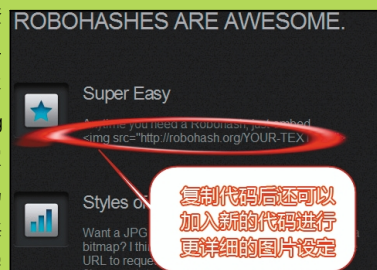 ROBOHASHES ARE AWESOME.
Super Easy
Anytime you need a Robohash, just embed
<img src="http://robohash.org/YOUR-TEX
Styles of
Want a JPG
bitmap? I thin
URL to reque
复制代码后还可以
加入新的代码进行
更详细的图片设定